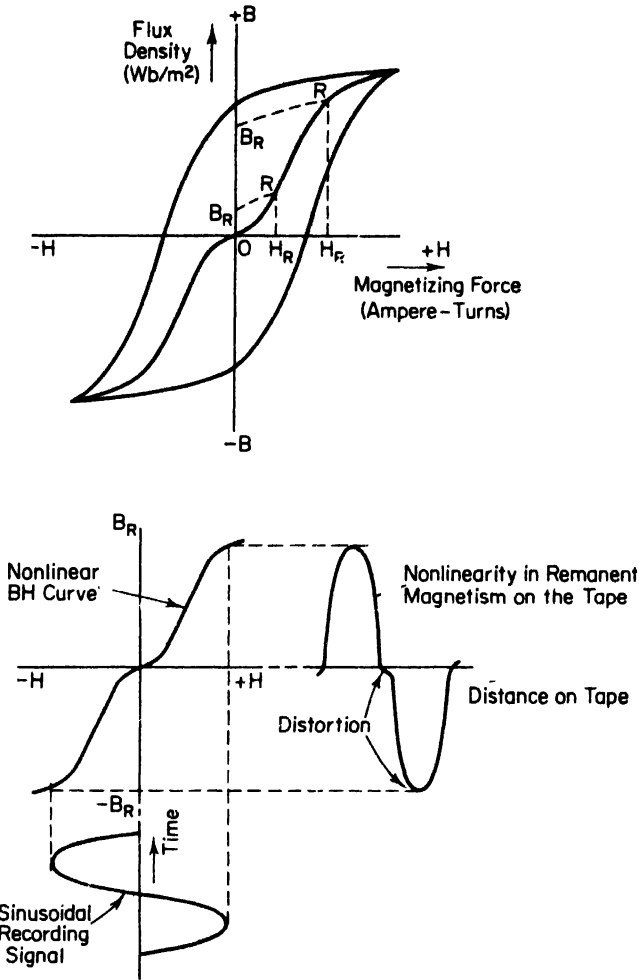 +B
Flux
Density
(Wb/m²)
R
B_R
R
B_R
-H
O
H_R
H_R
+H
Magnetizing Force
(Ampere-Turns)
-B
B_R
Nonlinear
BH Curve
Nonlinearity in Remanent
Magnetism on the Tape
-H
+H
Distance on Tape
Distortion
-B_R
Time
Sinusoidal
Recording
Signal